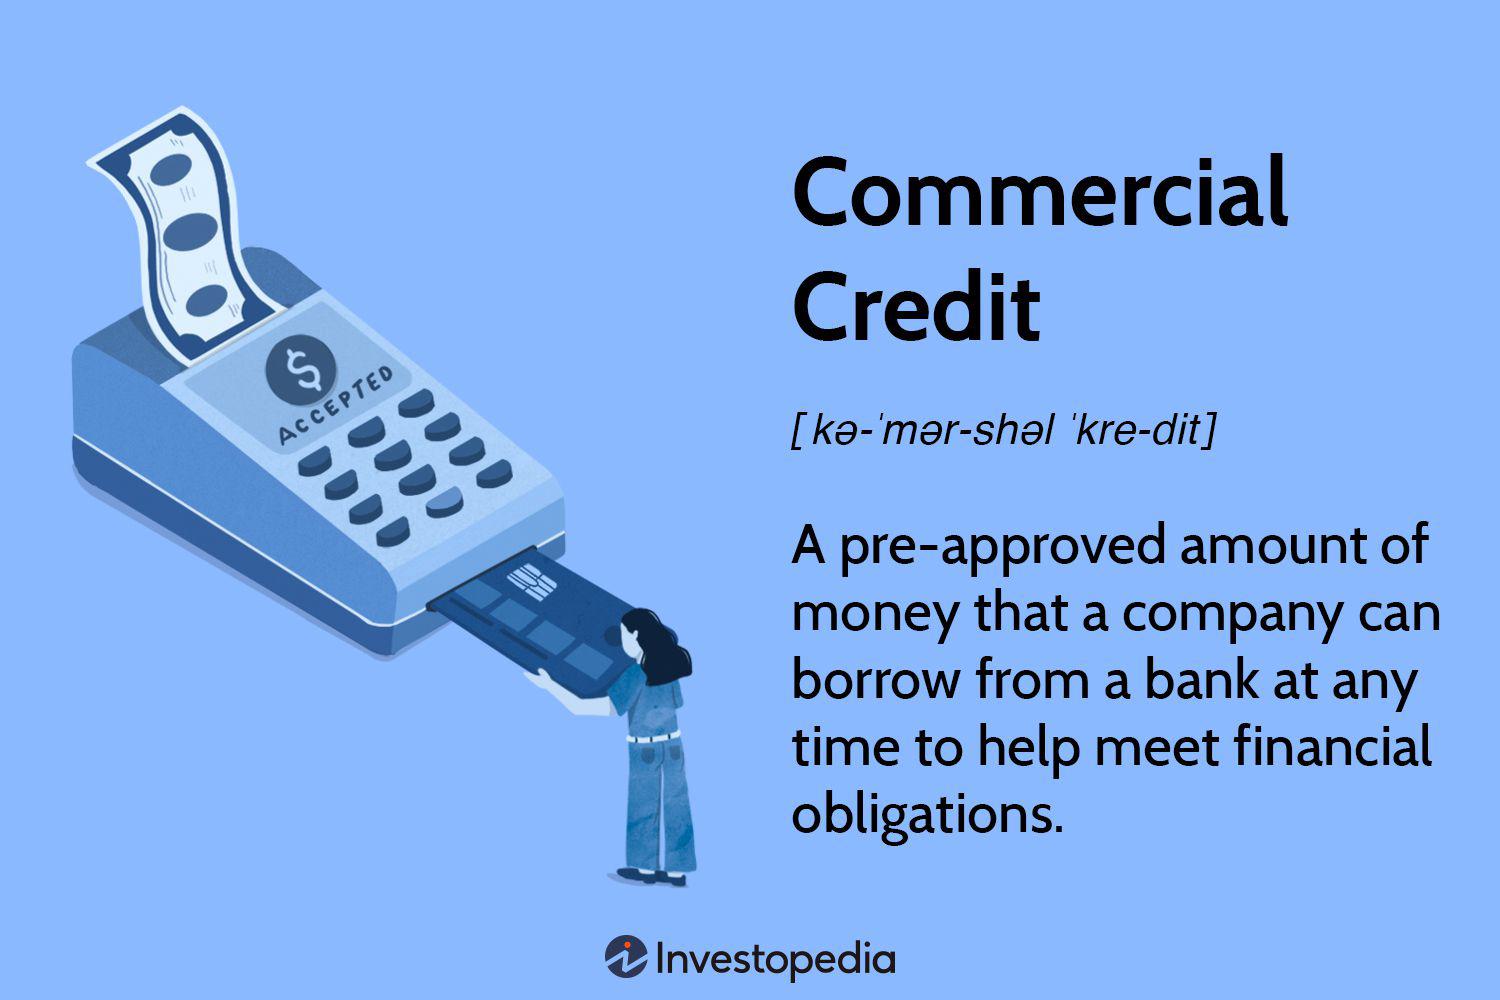 $
ACCEPTED
Commercial
Credit
[kə-ˈmər-shəl ˈkre-dit]
A pre-approved amount of
money that a company can
borrow from a bank at any
time to help meet financial
obligations.
Investopedia